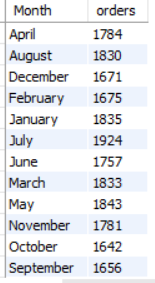 Month orders
April 1784
August 1830
December 1671
February 1675
January 1835
July 1924
June 1757
March 1833
May 1843
November 1781
October 1642
September 1656